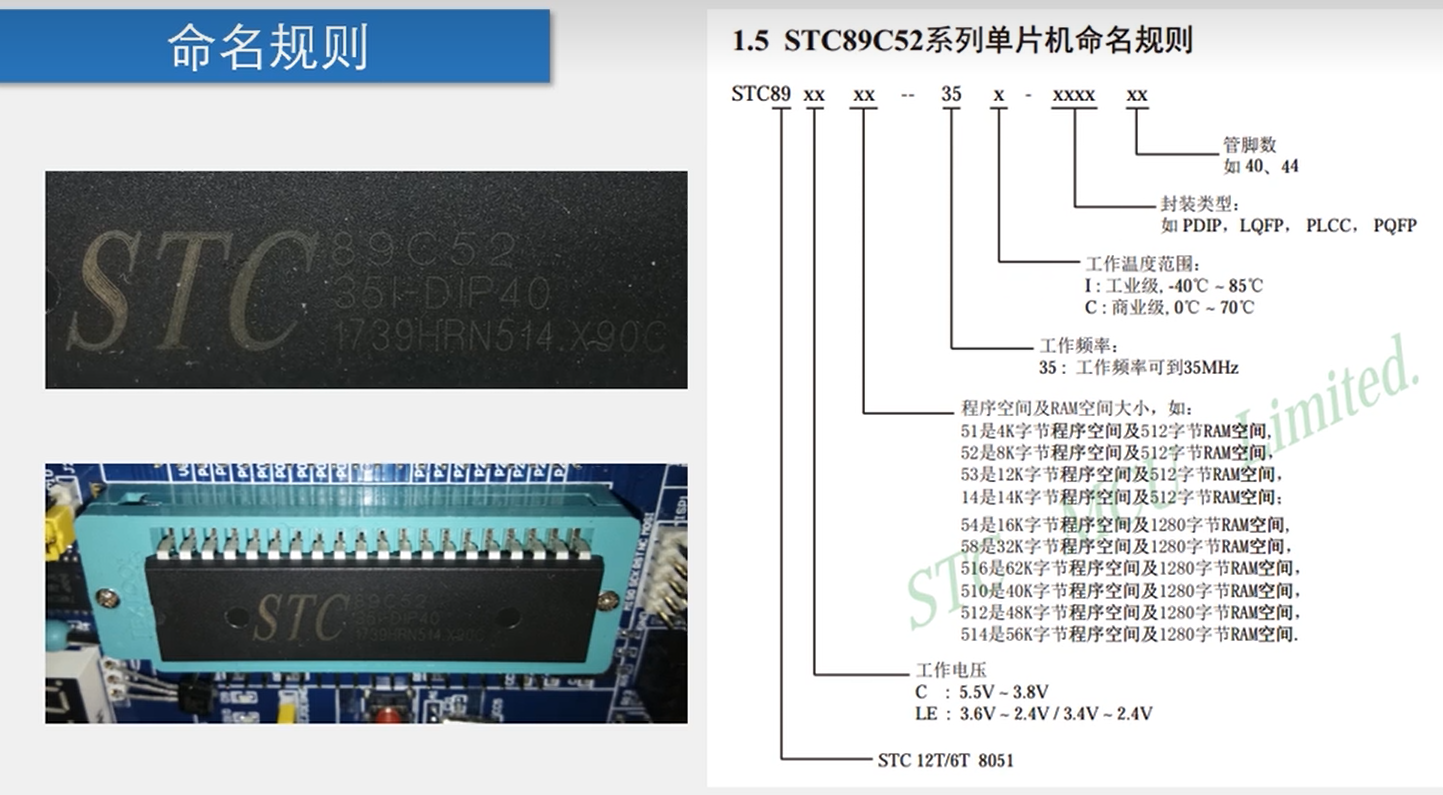 命名规则
STC 89C52
35I-DIP40
1739HRN514.X90C
STC 89C52
35I-DIP40
1739HRN514.X90C
1.5 STC89C52系列单片机命名规则
STC89 xx xx -- 35 x - xxxx xx
管脚数
如 40、44
封装类型：
如 PDIP，LQFP， PLCC， PQFP
工作温度范围：
I : 工业级, -40℃ ~ 85℃
C : 商业级, 0℃ ~ 70℃
工作频率：
35 : 工作频率可到35MHz
程序空间及RAM空间大小，如：
51是4K字节程序空间及512字节RAM空间,
52是8K字节程序空间及512字节RAM空间,
53是12K字节程序空间及512字节RAM空间,
14是14K字节程序空间及512字节RAM空间;
54是16K字节程序空间及1280字节RAM空间,
58是32K字节程序空间及1280字节RAM空间,
516是62K字节程序空间及1280字节RAM空间,
510是40K字节程序空间及1280字节RAM空间,
512是48K字节程序空间及1280字节RAM空间,
514是56K字节程序空间及1280字节RAM空间.
工作电压
C : 5.5V ~ 3.8V
LE : 3.6V ~ 2.4V / 3.4V ~ 2.4V
STC 12T/6T 8051
STC MCU Limited.